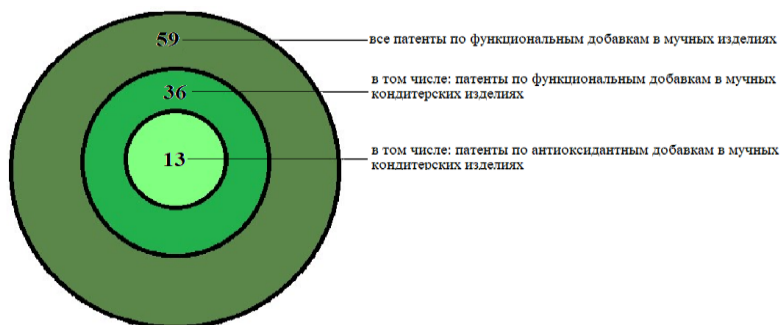 59
все патенты по функциональным добавкам в мучных изделиях
в том числе: патенты по функциональным добавкам в мучных
кондитерских изделиях
36
в том числе: патенты по антиоксидантным добавкам в мучных
кондитерских изделиях
13